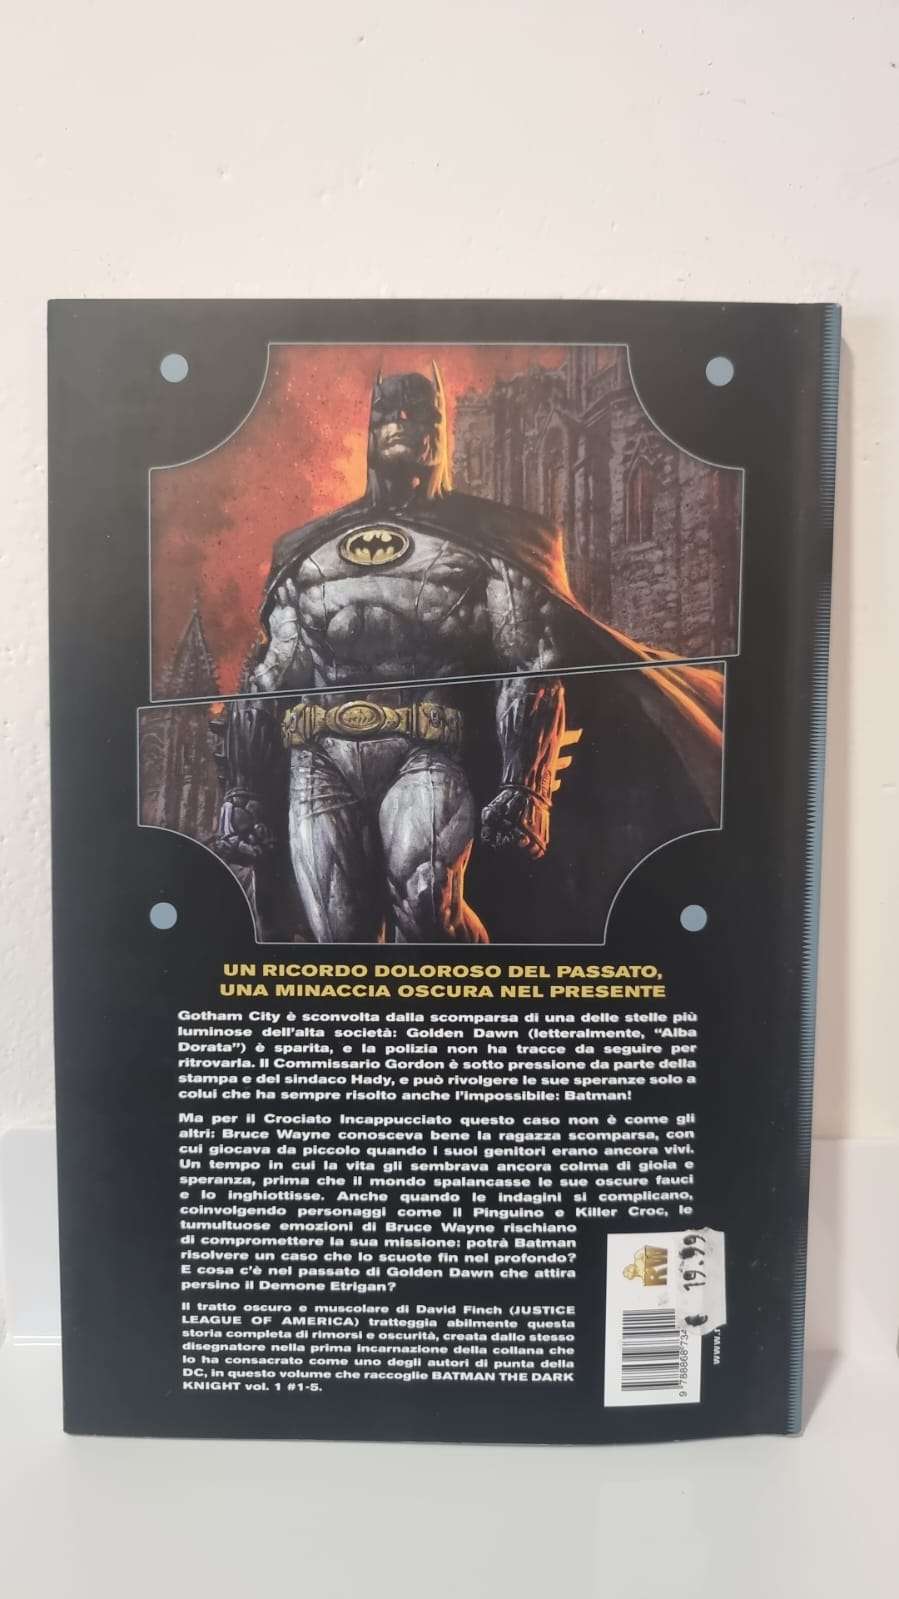 UN RICORDO DOLOROSO DEL PASSATO,
UNA MINACCIA OSCURA NEL PRESENTE
Gotham City è sconvolta dalla scomparsa di una delle stelle più
luminose dell'alta società: Golden Dawn (letteralmente, "Alba
Dorata") è sparita, e la polizia non ha tracce da seguire per
ritrovarla. Il Commissario Gordon è sotto pressione da parte della
stampa e del sindaco Hady, e può rivolgere le sue speranze solo a
colui che ha sempre risolto anche l'impossibile: Batman!
Ma per il Crociato Incappucciato questo caso non è come gli
altri: Bruce Wayne conosceva bene la ragazza scomparsa, con
cui giocava da piccolo quando i suoi genitori erano ancora vivi.
Un tempo in cui la vita gli sembrava ancora colma di gioia e
speranza, prima che il mondo spalancasse le sue oscure fauci
e lo inghiottisse. Anche quando le indagini si complicano,
coinvolgendo personaggi come il Pinguino e Killer Croc, le
tumultuose emozioni di Bruce Wayne rischiano
di compromettere la sua missione: potrà Batman
risolvere un caso che lo scuote fin nel profondo?
E cosa c'è nel passato di Golden Dawn che attira
persino il Demone Etrigan?
Il tratto oscuro e muscolare di David Finch (JUSTICE
LEAGUE OF AMERICA) tratteggia abilmente questa
storia completa di rimorsi e oscurità, creata dallo stesso
disegnatore nella prima incarnazione della collana che
lo ha consacrato come uno degli autori di punta della
DC, in questo volume che raccoglie BATMAN THE DARK
KNIGHT vol. 1 #1-5.
RW
€ 19.99
9 788868 734
www.r